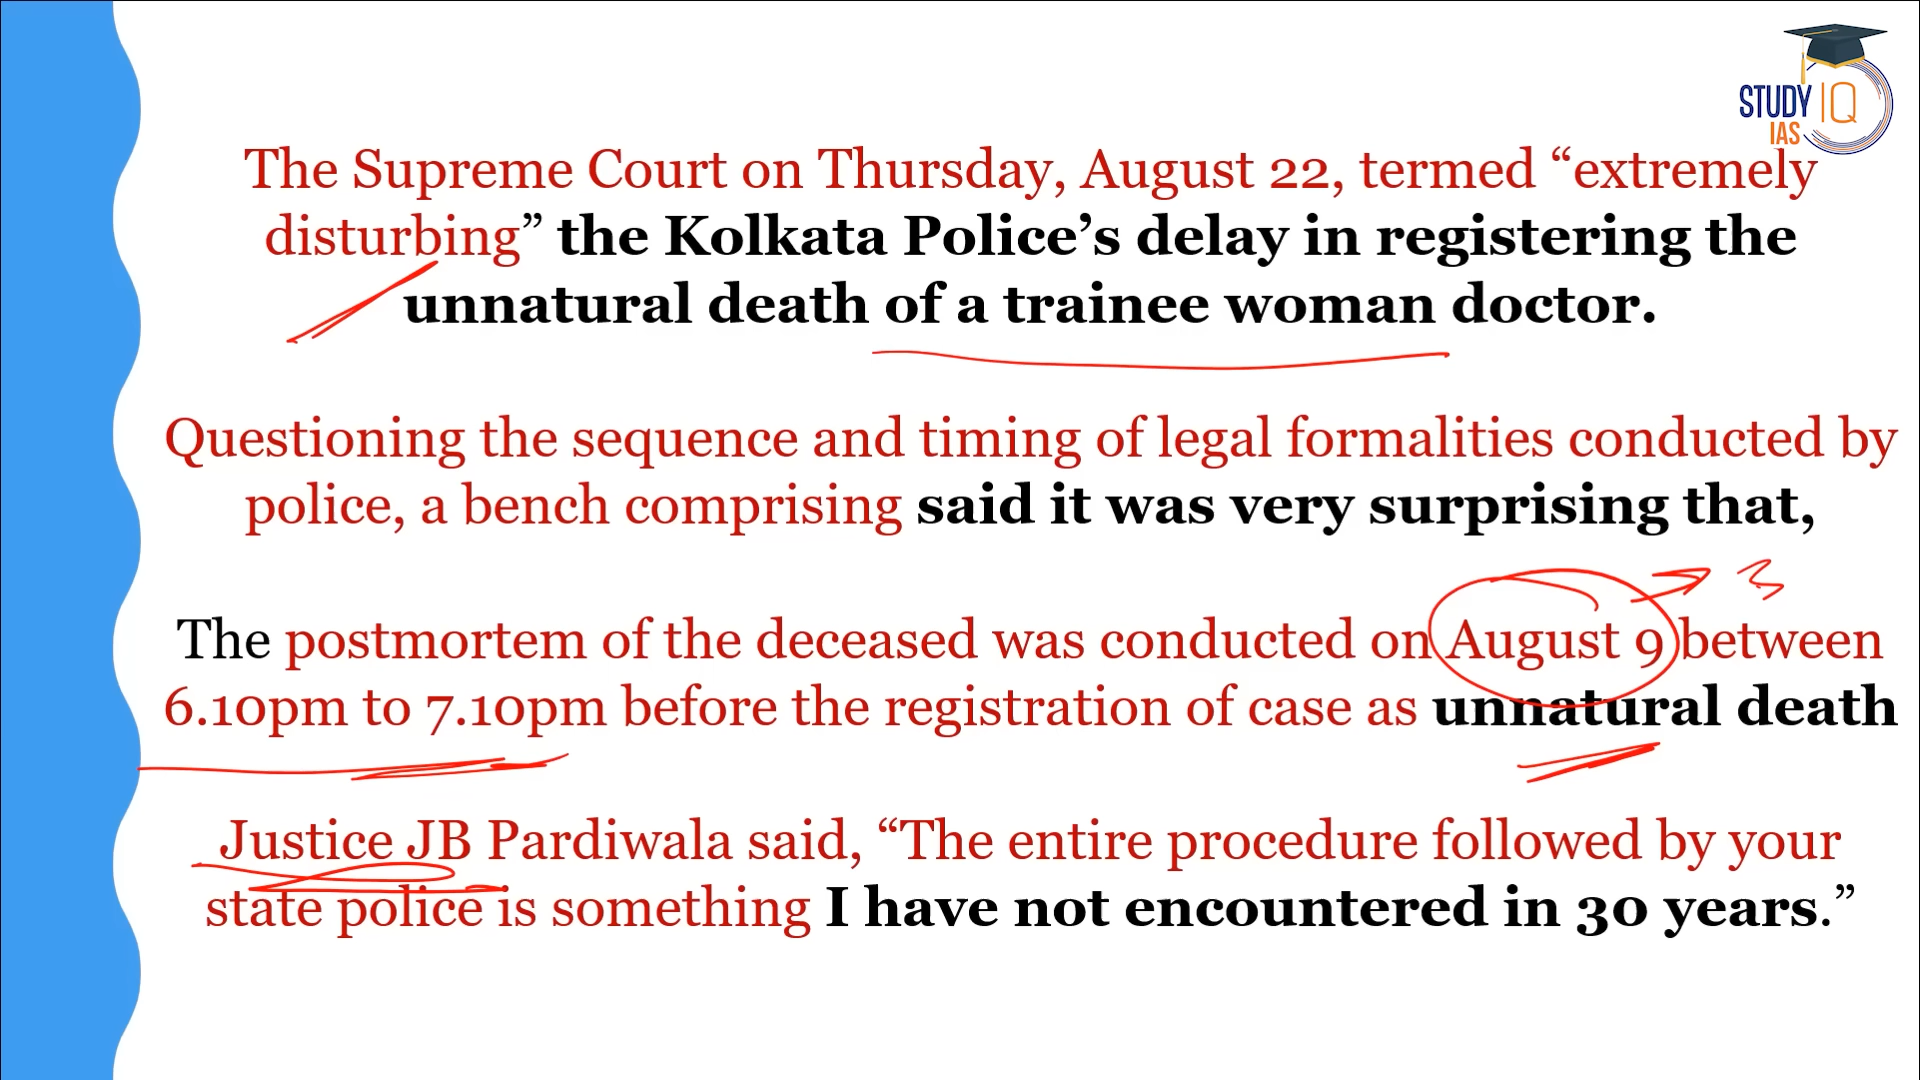 STUDY IQ
IAS
The Supreme Court on Thursday, August 22, termed “extremely
disturbing” the Kolkata Police’s delay in registering the
unnatural death of a trainee woman doctor.
Questioning the sequence and timing of legal formalities conducted by
police, a bench comprising said it was very surprising that,
3
The postmortem of the deceased was conducted on August 9 between
6.10pm to 7.10pm before the registration of case as unnatural death
Justice JB Pardiwala said, “The entire procedure followed by your
state police is something I have not encountered in 30 years.”